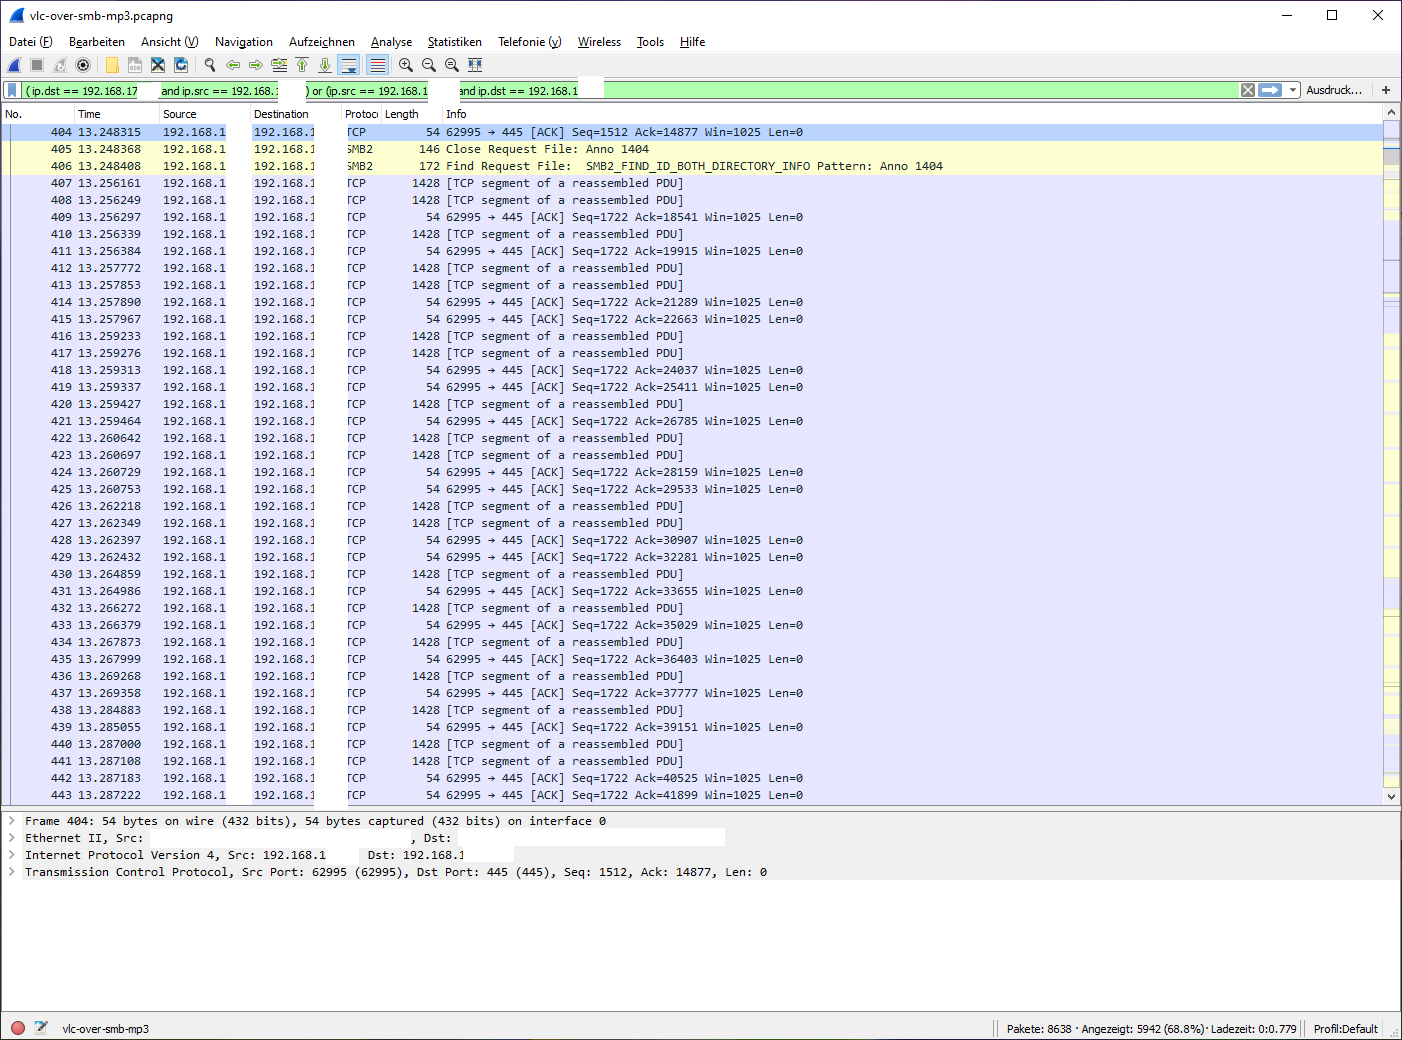 vlc-over-smb-mp3.pcapng
Datei (F) Bearbeiten Ansicht (V) Navigation Aufzeichnen Analyse Statistiken Telefonie (y) Wireless Tools Hilfe
( ip.dst == 192.168.17 and ip.src == 192.168.1 ) or (ip.src == 192.168.1 and ip.dst == 192.168.1 Ausdruck… +
No. Time Source Destination Protoc Length Info
404 13.248315 192.168.1 192.168.1 TCP 54 62995 → 445 [ACK] Seq=1512 Ack=14877 Win=1025 Len=0
405 13.248368 192.168.1 192.168.1 SMB2 146 Close Request File: Anno 1404
406 13.248408 192.168.1 192.168.1 SMB2 172 Find Request File: SMB2_FIND_ID_BOTH_DIRECTORY_INFO Pattern: Anno 1404
407 13.256161 192.168.1 192.168.1 TCP 1428 [TCP segment of a reassembled PDU]
408 13.256249 192.168.1 192.168.1 TCP 1428 [TCP segment of a reassembled PDU]
409 13.256297 192.168.1 192.168.1 TCP 54 62995 → 445 [ACK] Seq=1722 Ack=18541 Win=1025 Len=0
410 13.256339 192.168.1 192.168.1 TCP 1428 [TCP segment of a reassembled PDU]
411 13.256384 192.168.1 192.168.1 TCP 54 62995 → 445 [ACK] Seq=1722 Ack=19915 Win=1025 Len=0
412 13.257772 192.168.1 192.168.1 TCP 1428 [TCP segment of a reassembled PDU]
413 13.257853 192.168.1 192.168.1 TCP 1428 [TCP segment of a reassembled PDU]
414 13.257890 192.168.1 192.168.1 TCP 54 62995 → 445 [ACK] Seq=1722 Ack=21289 Win=1025 Len=0
415 13.257967 192.168.1 192.168.1 TCP 54 62995 → 445 [ACK] Seq=1722 Ack=22663 Win=1025 Len=0
416 13.259233 192.168.1 192.168.1 TCP 1428 [TCP segment of a reassembled PDU]
417 13.259276 192.168.1 192.168.1 TCP 1428 [TCP segment of a reassembled PDU]
418 13.259313 192.168.1 192.168.1 TCP 54 62995 → 445 [ACK] Seq=1722 Ack=24037 Win=1025 Len=0
419 13.259337 192.168.1 192.168.1 TCP 54 62995 → 445 [ACK] Seq=1722 Ack=25411 Win=1025 Len=0
420 13.259427 192.168.1 192.168.1 TCP 1428 [TCP segment of a reassembled PDU]
421 13.259464 192.168.1 192.168.1 TCP 54 62995 → 445 [ACK] Seq=1722 Ack=26785 Win=1025 Len=0
422 13.260642 192.168.1 192.168.1 TCP 1428 [TCP segment of a reassembled PDU]
423 13.260697 192.168.1 192.168.1 TCP 1428 [TCP segment of a reassembled PDU]
424 13.260729 192.168.1 192.168.1 TCP 54 62995 → 445 [ACK] Seq=1722 Ack=28159 Win=1025 Len=0
425 13.260753 192.168.1 192.168.1 TCP 54 62995 → 445 [ACK] Seq=1722 Ack=29533 Win=1025 Len=0
426 13.262218 192.168.1 192.168.1 TCP 1428 [TCP segment of a reassembled PDU]
427 13.262349 192.168.1 192.168.1 TCP 1428 [TCP segment of a reassembled PDU]
428 13.262397 192.168.1 192.168.1 TCP 54 62995 → 445 [ACK] Seq=1722 Ack=30907 Win=1025 Len=0
429 13.262432 192.168.1 192.168.1 TCP 54 62995 → 445 [ACK] Seq=1722 Ack=32281 Win=1025 Len=0
430 13.264859 192.168.1 192.168.1 TCP 1428 [TCP segment of a reassembled PDU]
431 13.264986 192.168.1 192.168.1 TCP 54 62995 → 445 [ACK] Seq=1722 Ack=33655 Win=1025 Len=0
432 13.266272 192.168.1 192.168.1 TCP 1428 [TCP segment of a reassembled PDU]
433 13.266379 192.168.1 192.168.1 TCP 54 62995 → 445 [ACK] Seq=1722 Ack=35029 Win=1025 Len=0
434 13.267873 192.168.1 192.168.1 TCP 1428 [TCP segment of a reassembled PDU]
435 13.267999 192.168.1 192.168.1 TCP 54 62995 → 445 [ACK] Seq=1722 Ack=36403 Win=1025 Len=0
436 13.269268 192.168.1 192.168.1 TCP 1428 [TCP segment of a reassembled PDU]
437 13.269358 192.168.1 192.168.1 TCP 54 62995 → 445 [ACK] Seq=1722 Ack=37777 Win=1025 Len=0
438 13.284883 192.168.1 192.168.1 TCP 1428 [TCP segment of a reassembled PDU]
439 13.285055 192.168.1 192.168.1 TCP 54 62995 → 445 [ACK] Seq=1722 Ack=39151 Win=1025 Len=0
440 13.287000 192.168.1 192.168.1 TCP 1428 [TCP segment of a reassembled PDU]
441 13.287108 192.168.1 192.168.1 TCP 1428 [TCP segment of a reassembled PDU]
442 13.287183 192.168.1 192.168.1 TCP 54 62995 → 445 [ACK] Seq=1722 Ack=40525 Win=1025 Len=0
443 13.287222 192.168.1 192.168.1 TCP 54 62995 → 445 [ACK] Seq=1722 Ack=41899 Win=1025 Len=0
Frame 404: 54 bytes on wire (432 bits), 54 bytes captured (432 bits) on interface 0
Ethernet II, Src: , Dst:
Internet Protocol Version 4, Src: 192.168.1 Dst: 192.168.1
Transmission Control Protocol, Src Port: 62995 (62995), Dst Port: 445 (445), Seq: 1512, Ack: 14877, Len: 0
vlc-over-smb-mp3 Pakete: 8638 · Angezeigt: 5942 (68.8%) · Ladezeit: 0:0.779 Profil:Default